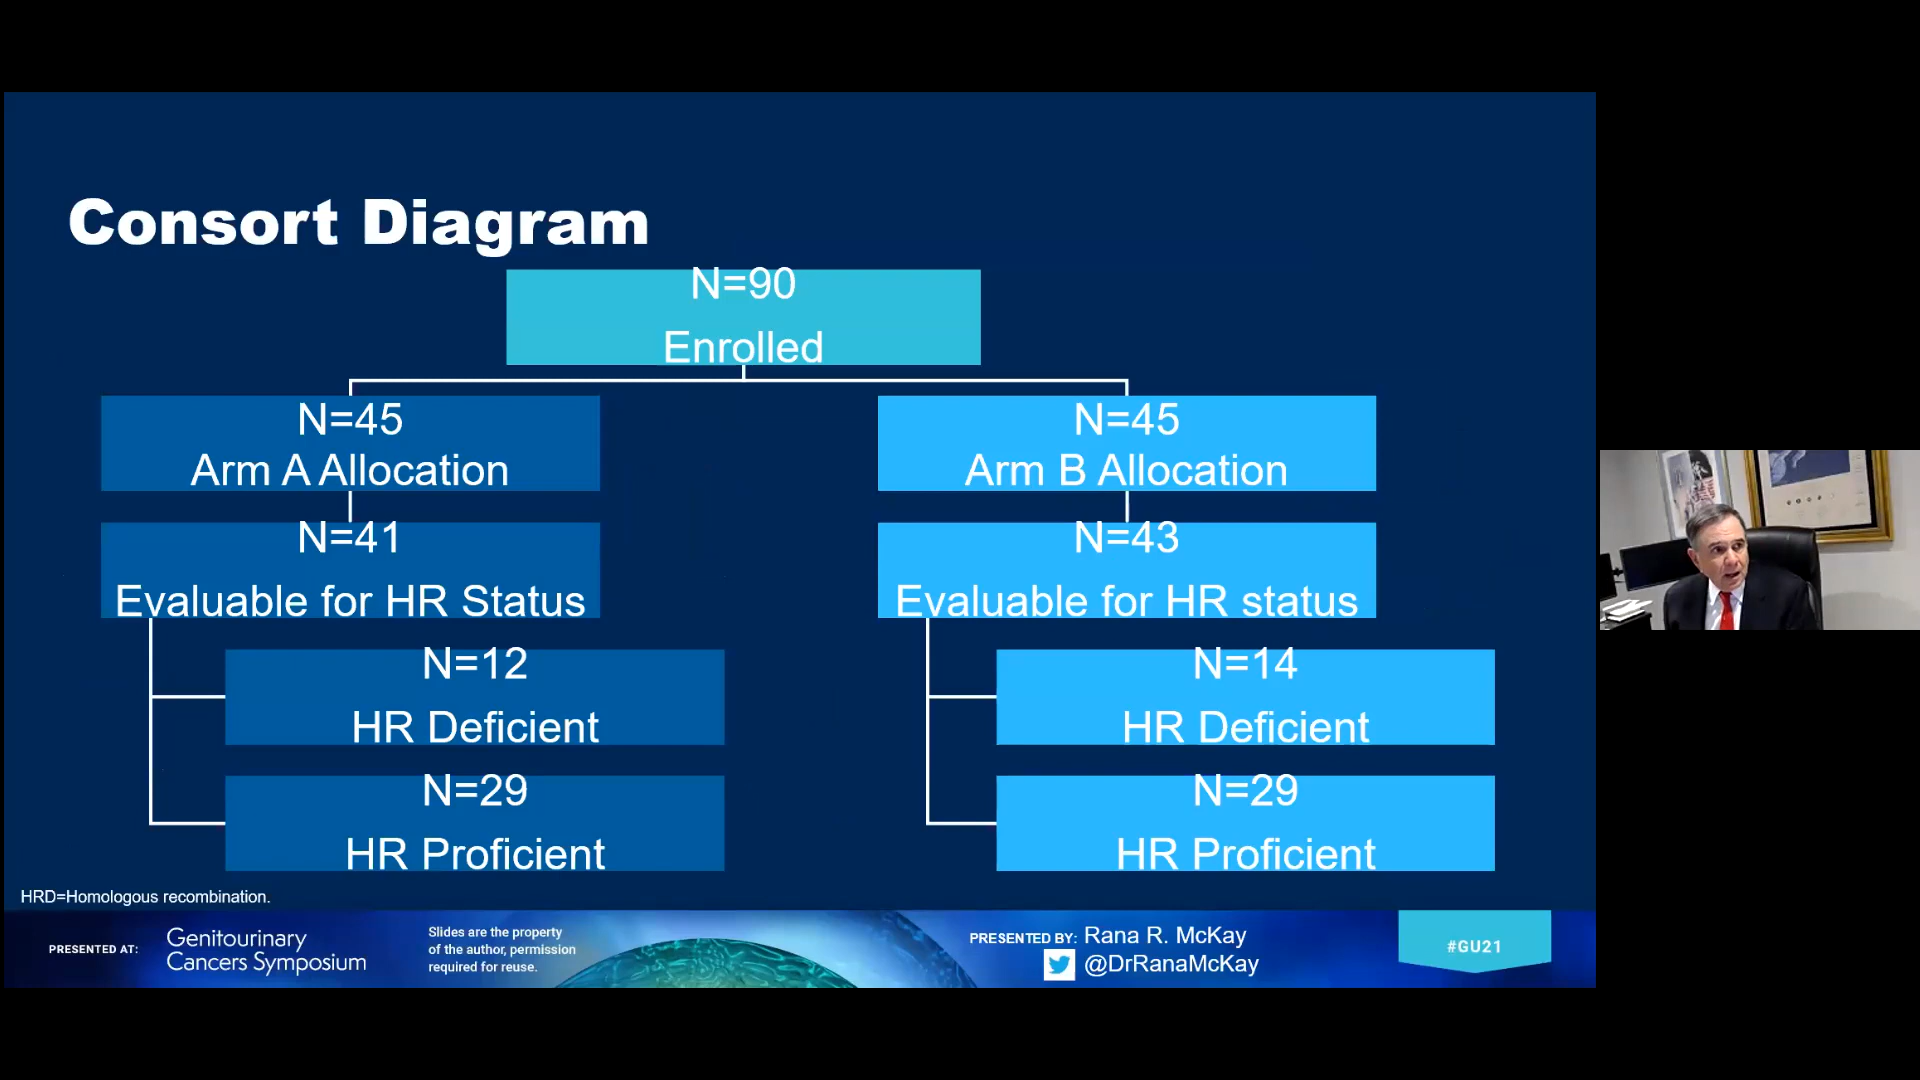 Consort Diagram
N=90
Enrolled
N=45
Arm A Allocation
N=45
Arm B Allocation
N=41
Evaluable for HR Status
N=43
Evaluable for HR status
N=12
HR Deficient
N=14
HR Deficient
N=29
HR Proficient
N=29
HR Proficient
HRD=Homologous recombination.
PRESENTED AT:
Genitourinary
Cancers Symposium
Slides are the property
of the author, permission
required for reuse.
PRESENTED BY: Rana R. McKay
@DrRanaMcKay
#GU21